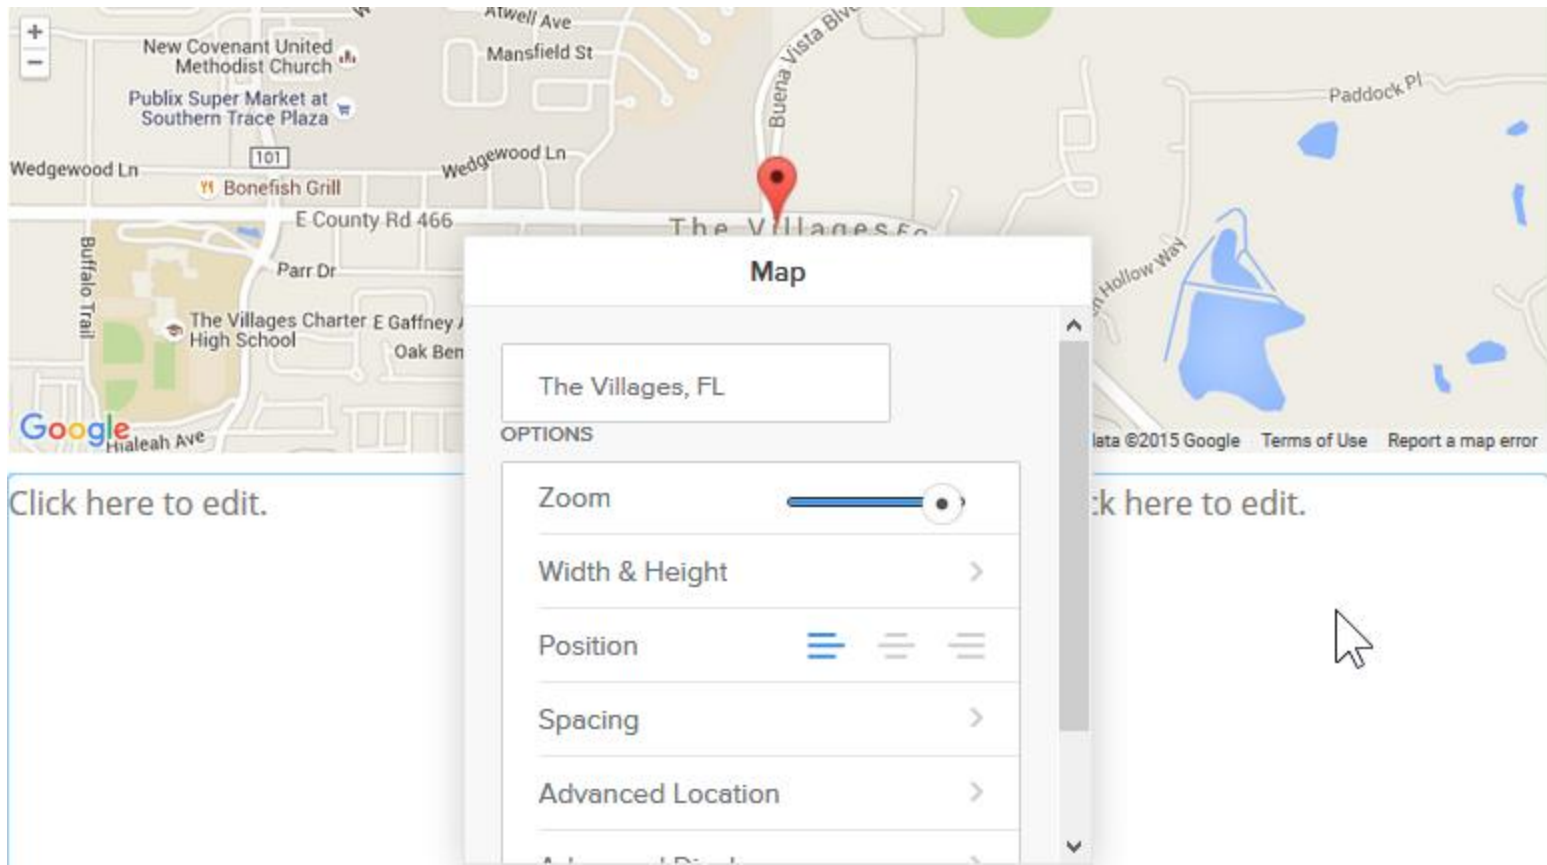 Atwell Ave
New Covenant United
Methodist Church
Mansfield St
Buena Vista Blvd
Paddock Pl
Publix Super Market at
Southern Trace Plaza
101
Wedgewood Ln
Wedgewood Ln
Bonefish Grill
E County Rd 466
The Villages
Buffalo Trail
Parr Dr
Map
Hollow Way
The Villages Charter
High School
E Gaffney
Oak
The Villages, FL
Google
Hialeah Ave
©2015 Google
Terms of Use
Report a map error
OPTIONS
Click here to edit.
Zoom
here to edit.
Width & Height
Position
Spacing
Advanced Location